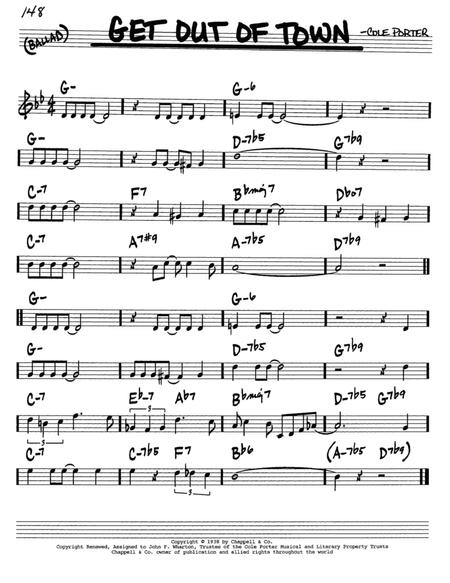 148
(BALLAD) GET OUT OF TOWN -COLE PORTER
G- G-6
G- D-7b5 G7b9
C-7 F7 Bbmaj7 Dbo7
C-7 A7#9 A-7b5 D7b9
G- G-6
G- D-7b5 G7b9
C-7 Eb-7 Ab7 Bbmaj7 D-7b5 G7b9
3 3
C-7 C-7b5 F7 Bb6 (A-7b5 D7b9)
3
Copyright © 1938 by Chappell & Co.
Copyright Renewed, Assigned to John F. Wharton, Trustee of the Cole Porter Musical and Literary Property Trusts
Chappell & Co. owner of publication and allied rights throughout the world